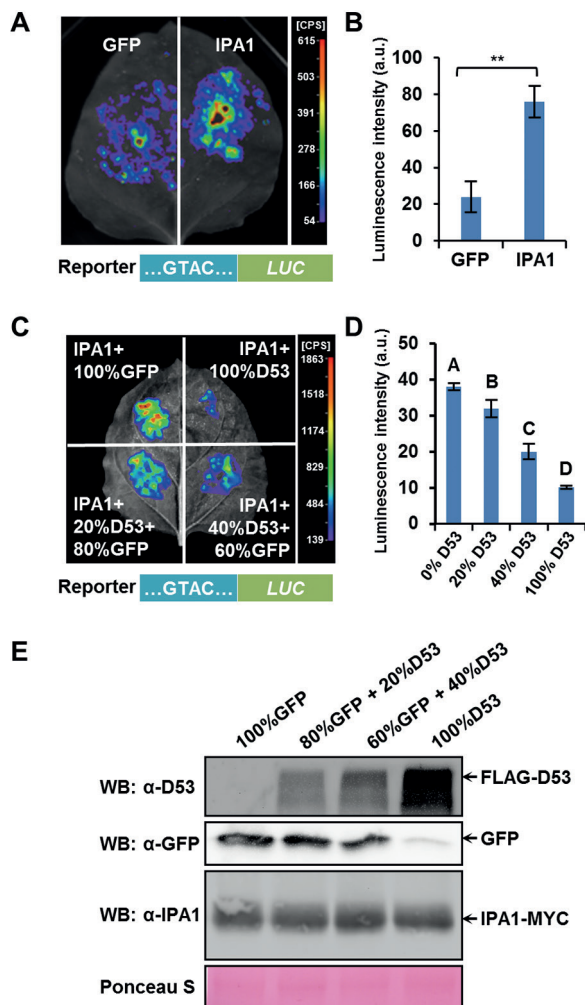 A
GFP
IPA1
[CPS]
615
503
391
278
166
54
Reporter
...GTAC...
LUC
B
Luminescence intensity (a.u.)
100
80
60
40
20
0
**
GFP
IPA1
C
IPA1+
100%GFP
IPA1+
100%D53
IPA1+
20%D53+
80%GFP
IPA1+
40%D53+
60%GFP
[CPS]
1863
1518
1174
829
484
139
Reporter
...GTAC...
LUC
D
Luminescence intensity (a.u.)
50
40
30
20
10
0
A
B
C
D
0% D53
20% D53
40% D53
100% D53
E
100%GFP
80%GFP + 20%D53
60%GFP + 40%D53
100%D53
WB: α-D53
FLAG-D53
WB: α-GFP
GFP
WB: α-IPA1
IPA1-MYC
Ponceau S